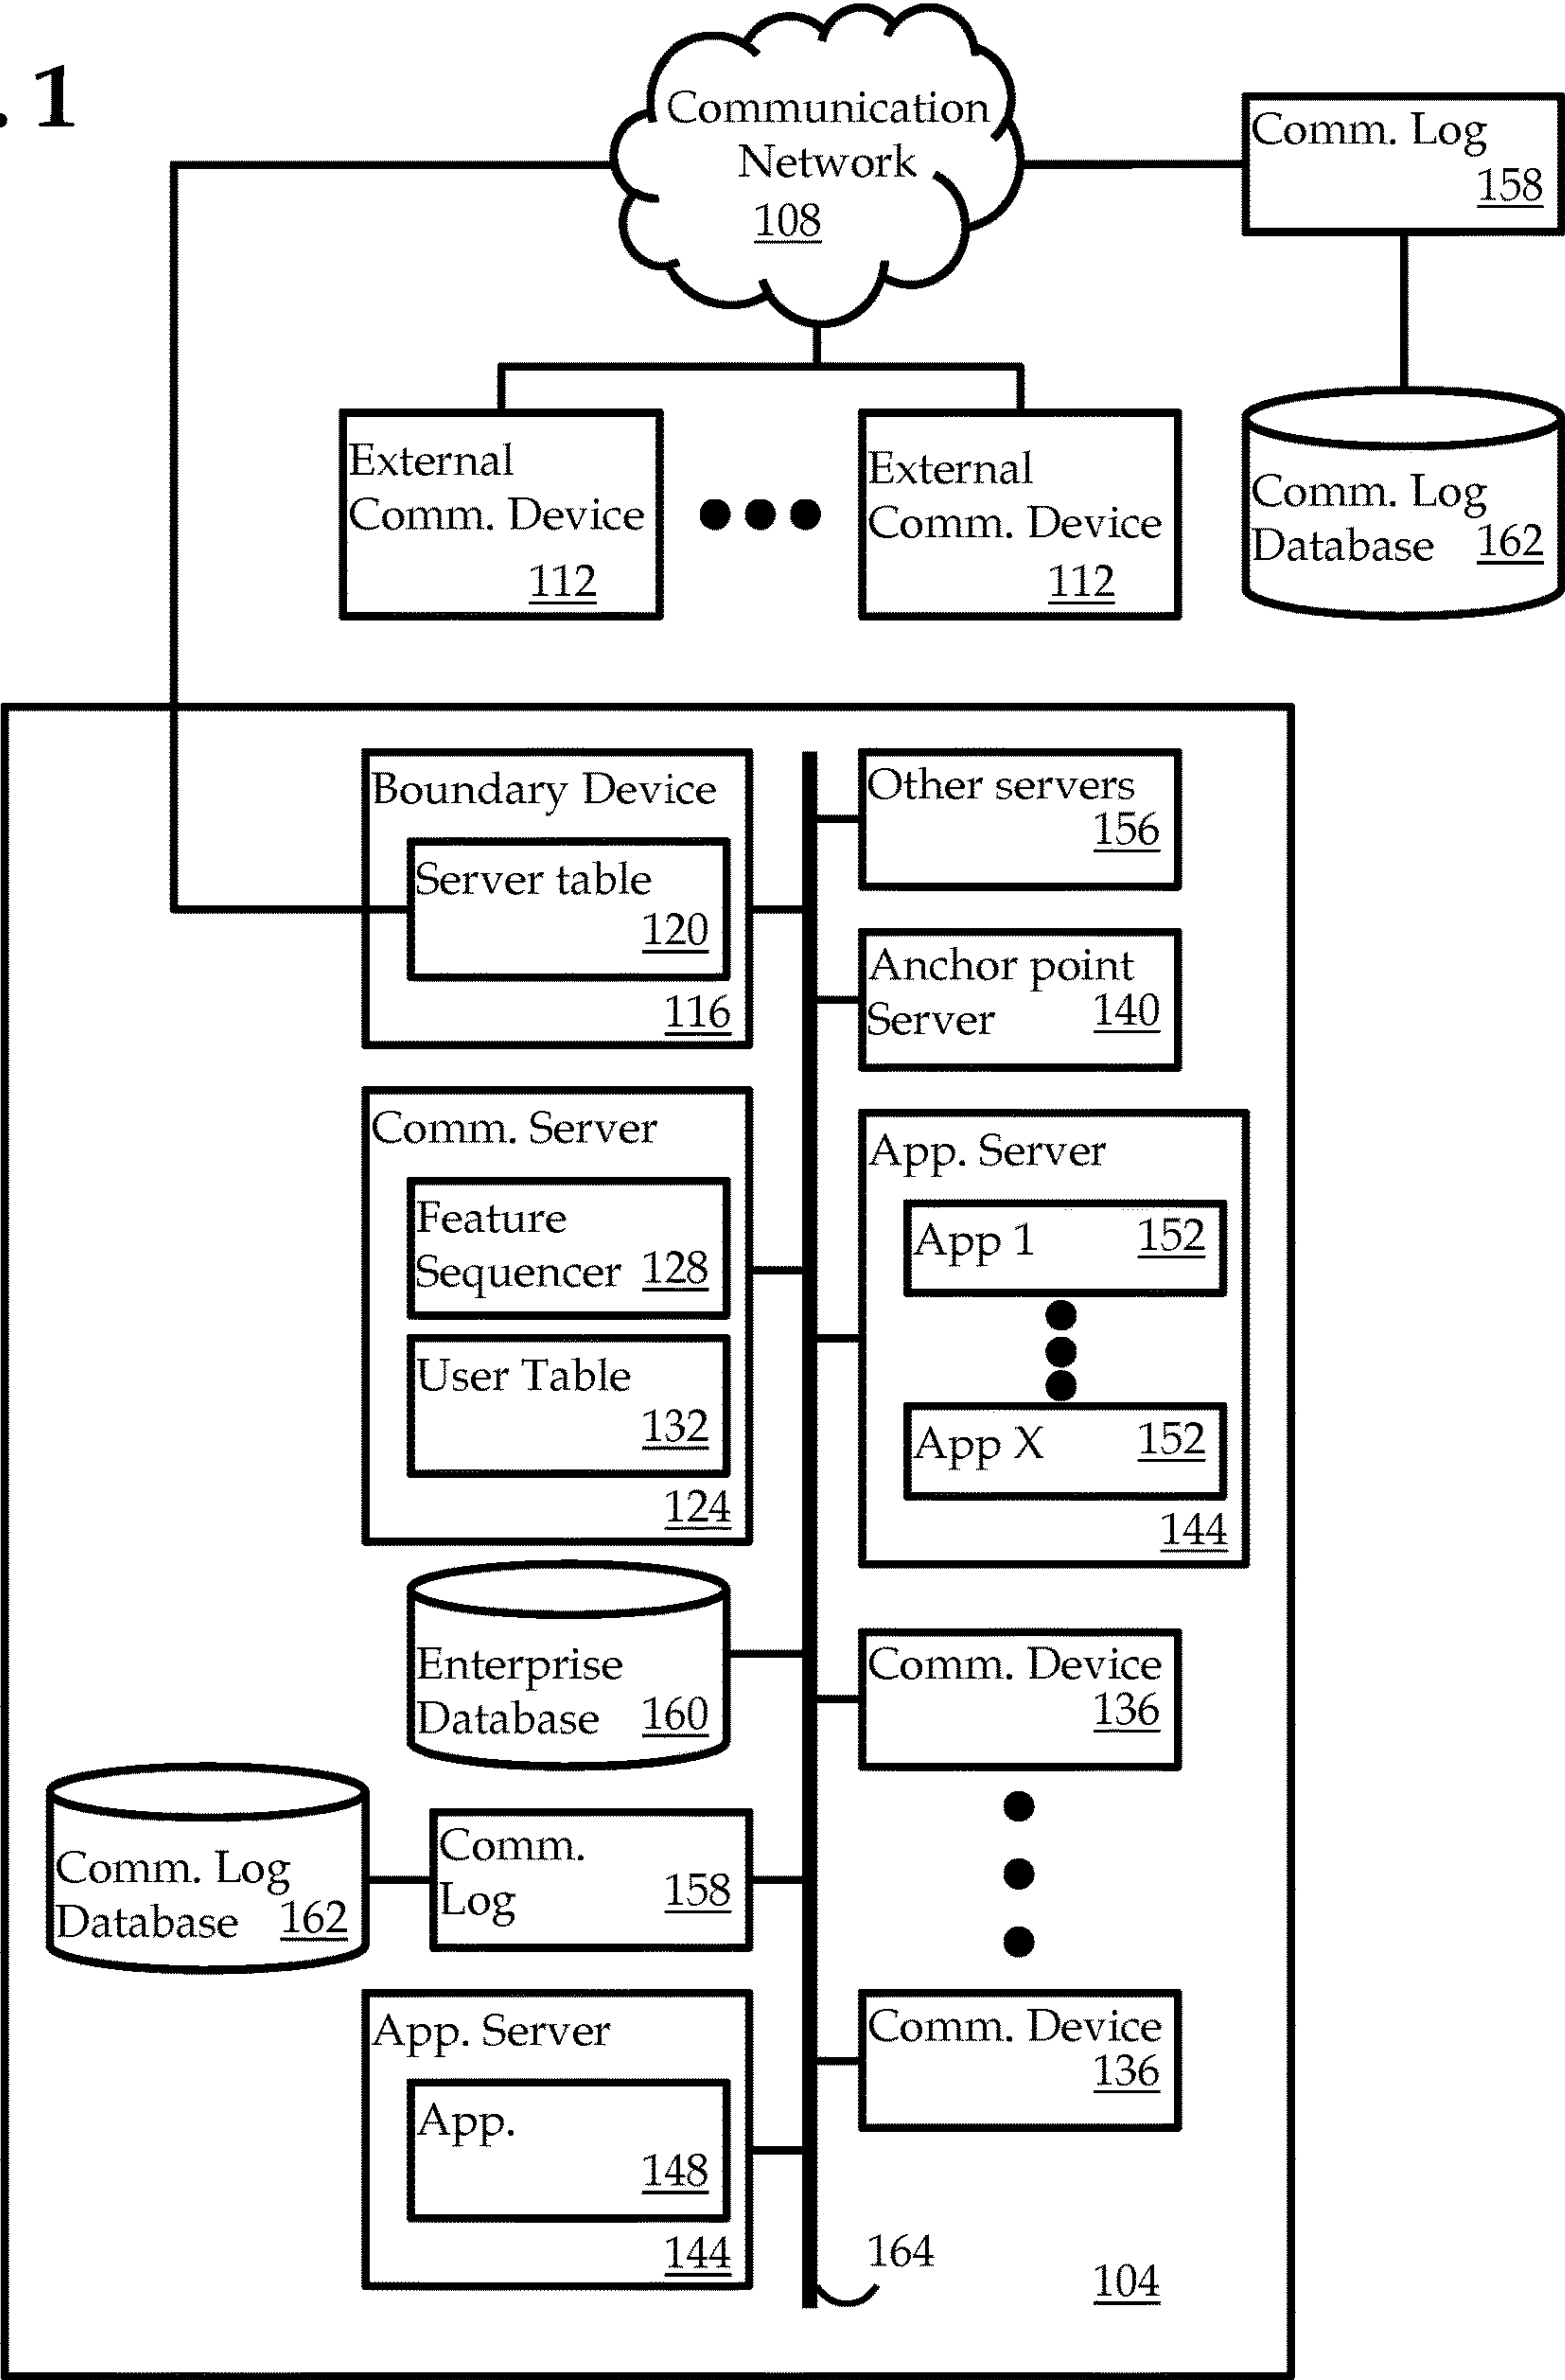 . 1
Communication
Network
108
Comm. Log
158
External
Comm. Device
112
External
Comm. Device
112
Comm. Log
Database 162
Boundary Device
Server table
120
116
Other servers
156
Anchor point
Server 140
Comm. Server
Feature
Sequencer 128
User Table
132
124
App. Server
App 1 152
App X 152
144
Enterprise
Database 160
Comm. Device
136
Comm. Log
Database 162
Comm.
Log 158
App. Server
App.
148
144
Comm. Device
136
164
104